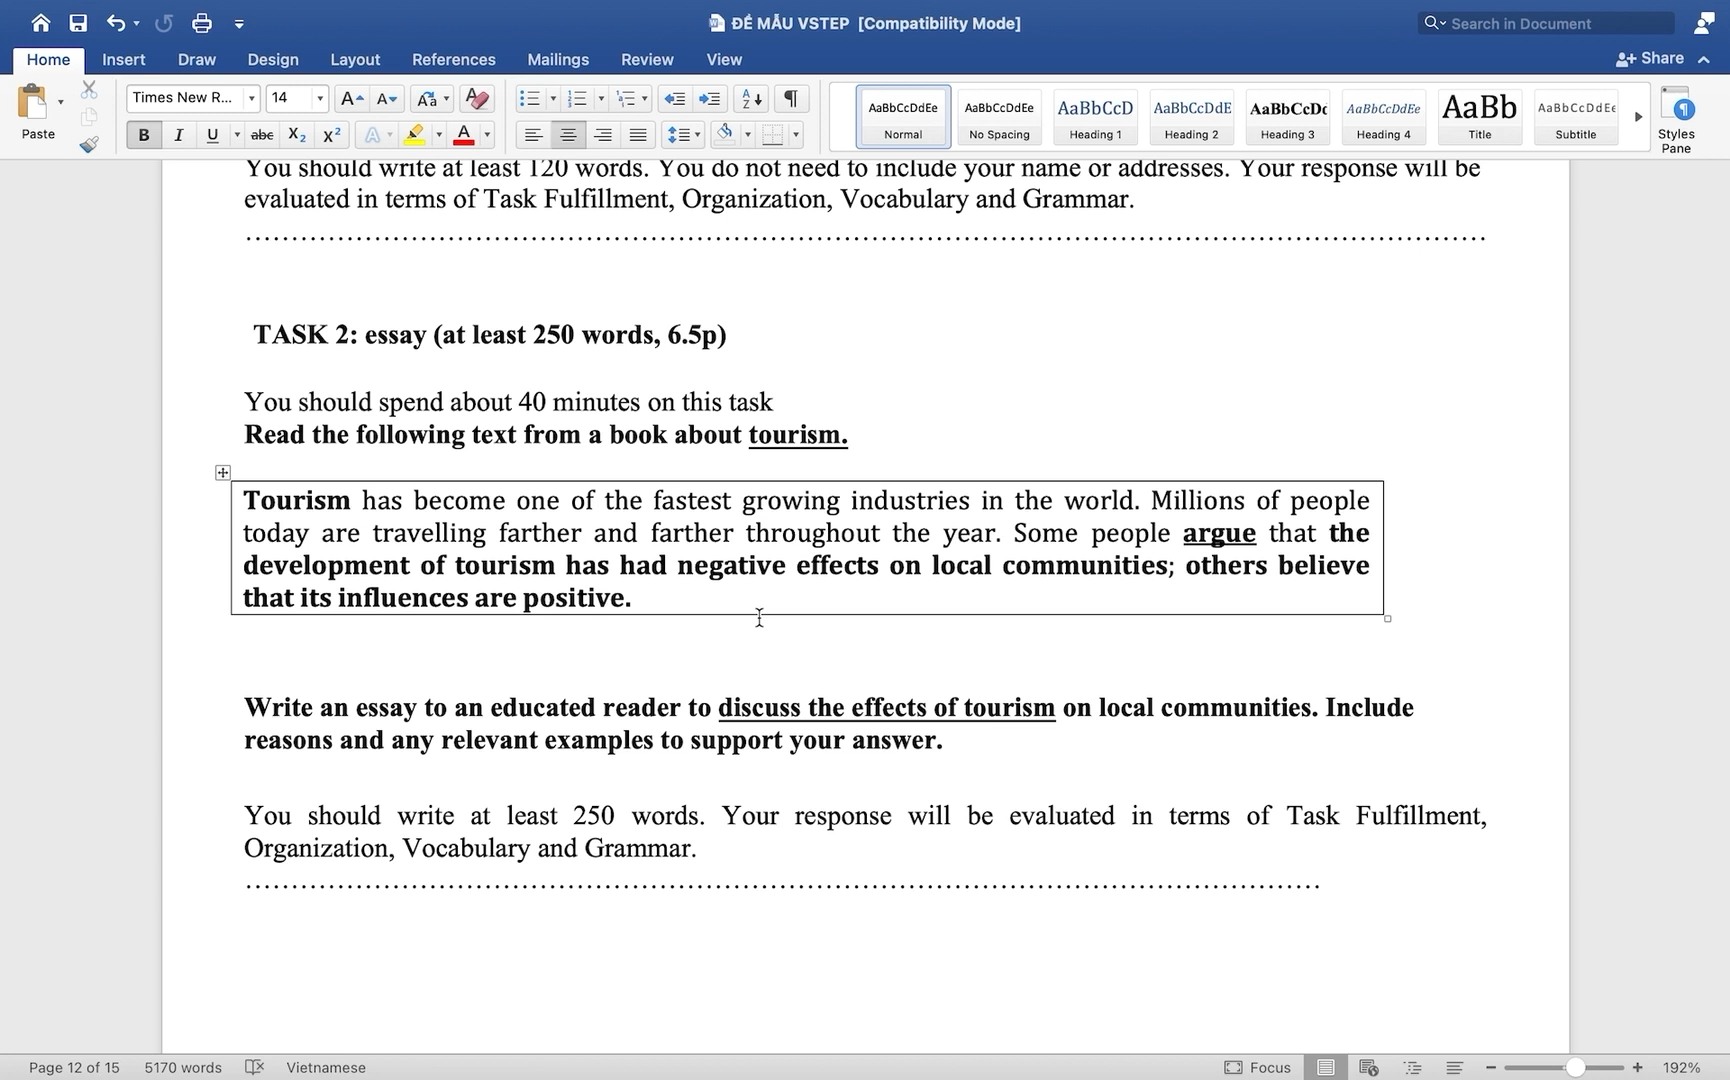 ĐỀ MẪU VSTEP [Compatibility Mode]
Search in Document
Home Insert Draw Design Layout References Mailings Review View
Share
Paste
Times New R... 14
AaBbCcDdEe AaBbCcDdEe AaBbCcD AaBbCcDdE AaBbCcDd AaBbCcDdEe AaBb AaBbCcDdEe
Normal No Spacing Heading 1 Heading 2 Heading 3 Heading 4 Title Subtitle
Styles
Pane
You should write at least 120 words. You do not need to include your name or addresses. Your response will be
evaluated in terms of Task Fulfillment, Organization, Vocabulary and Grammar.
TASK 2: essay (at least 250 words, 6.5p)
You should spend about 40 minutes on this task
Read the following text from a book about tourism.
Tourism has become one of the fastest growing industries in the world. Millions of people
today are travelling farther and farther throughout the year. Some people argue that the
development of tourism has had negative effects on local communities; others believe
that its influences are positive.
Write an essay to an educated reader to discuss the effects of tourism on local communities. Include
reasons and any relevant examples to support your answer.
You should write at least 250 words. Your response will be evaluated in terms of Task Fulfillment,
Organization, Vocabulary and Grammar.
Page 12 of 15 5170 words Vietnamese Focus 192%